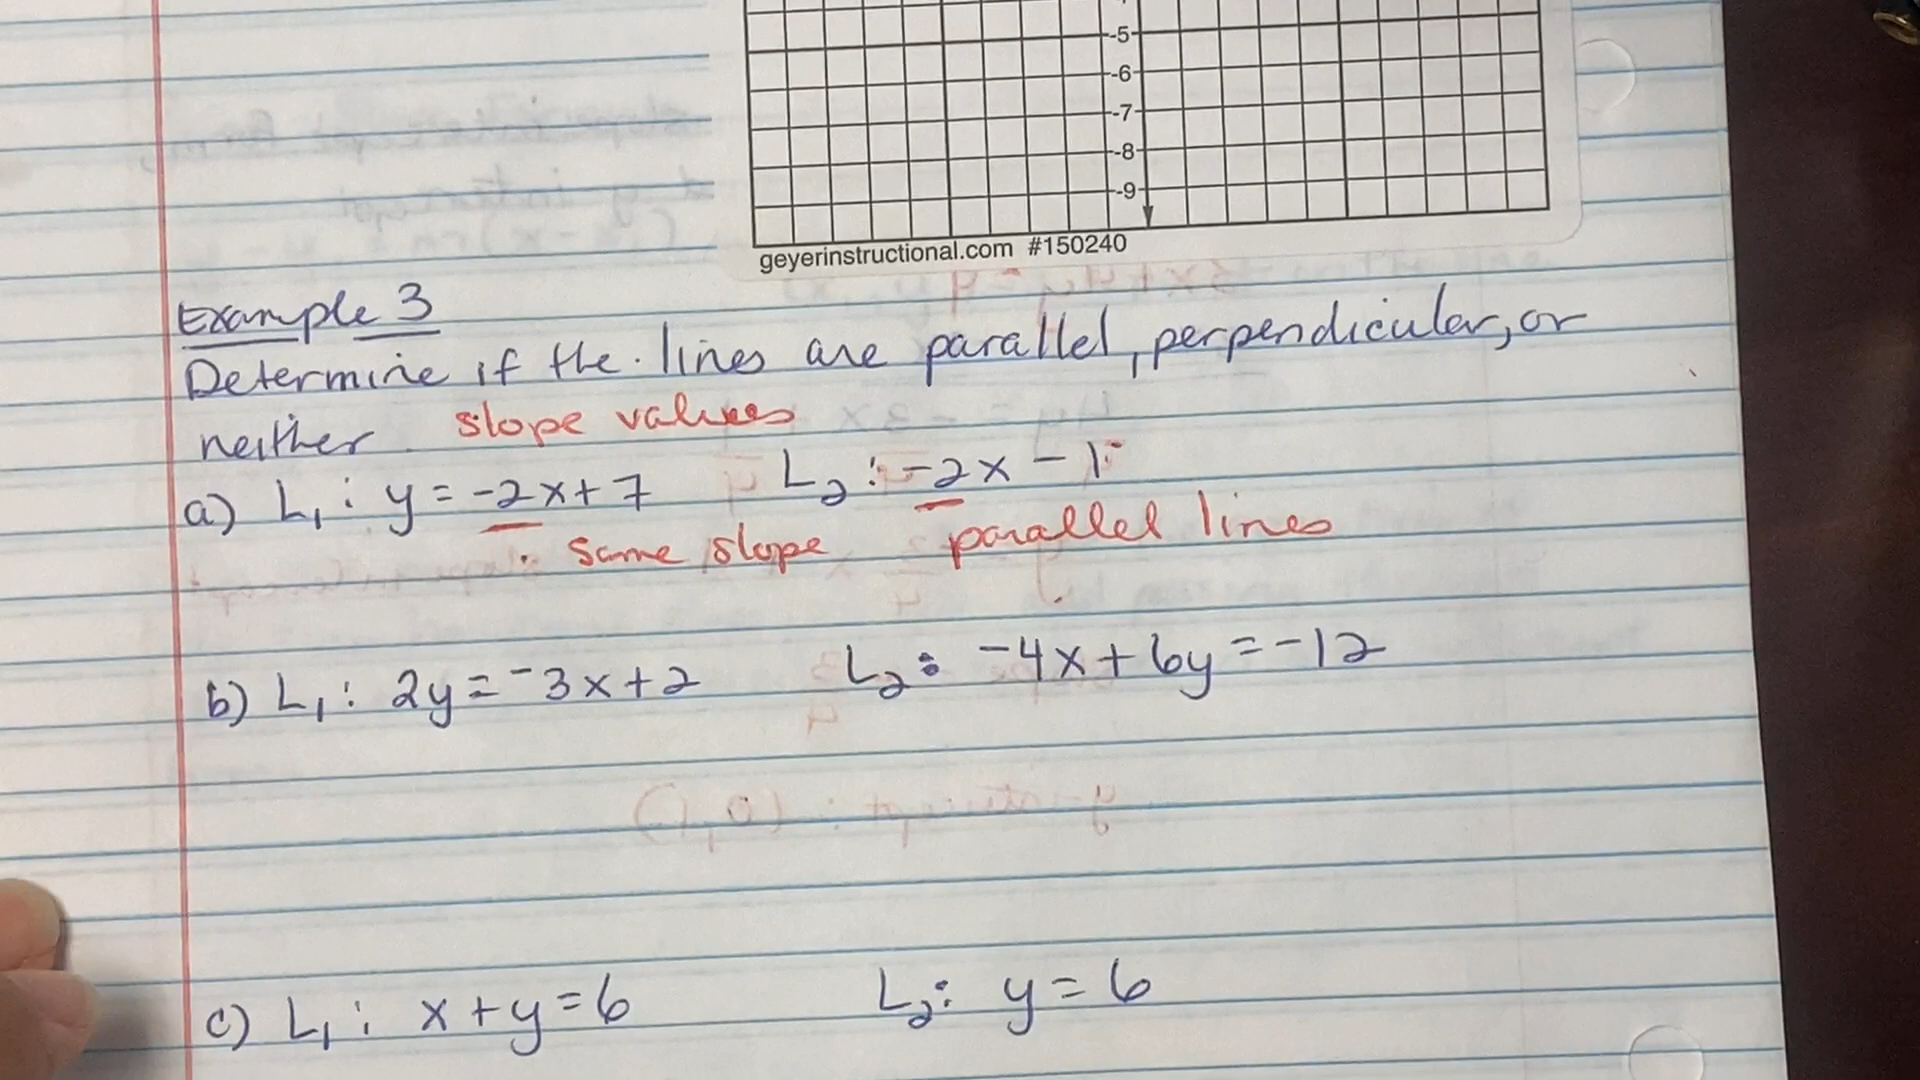 -5
-6
-7
-8
-9
geyerinstructional.com #150240
Example 3
Determine if the lines are parallel, perpendicular, or
neither slope values
a) L₁: y = -2x + 7 L₂: -2x - 1
same slope parallel lines
b) L₁: 2y = -3x + 2 L₂: -4x + 6y = -12
c) L₁: x + y = 6 L₂: y = 6